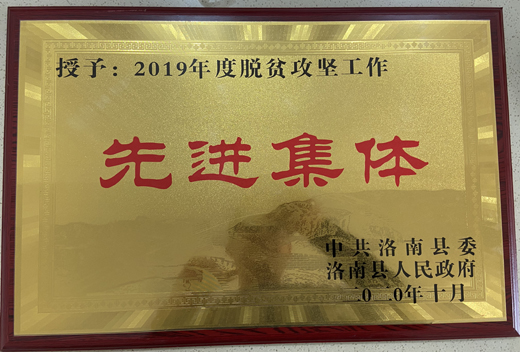 授予：2019年度脱贫攻坚工作
先进集体
中共洛南县委
洛南县人民政府
二〇二〇年十月